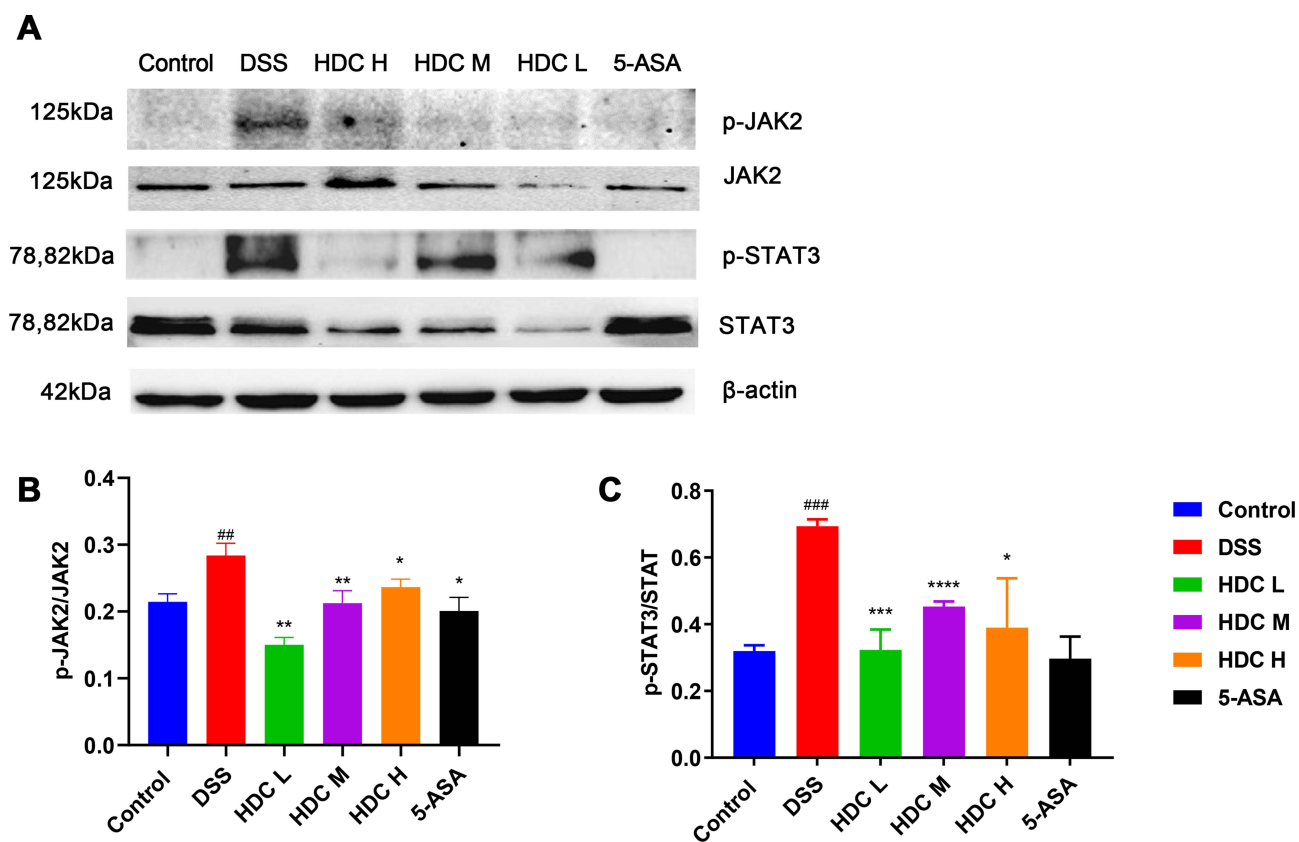 A
Control DSS HDC H HDC M HDC L 5-ASA
125kDa p-JAK2
125kDa JAK2
78,82kDa p-STAT3
78,82kDa STAT3
42kDa β-actin
B
p-JAK2/JAK2
0.4
0.3
0.2
0.1
0.0
##
**
**
*
*
Control DSS HDC L HDC M HDC H 5-ASA
C
p-STAT3/STAT
0.8
0.6
0.4
0.2
0.0
###
***
****
*
Control DSS HDC L HDC M HDC H 5-ASA
Control
DSS
HDC L
HDC M
HDC H
5-ASA